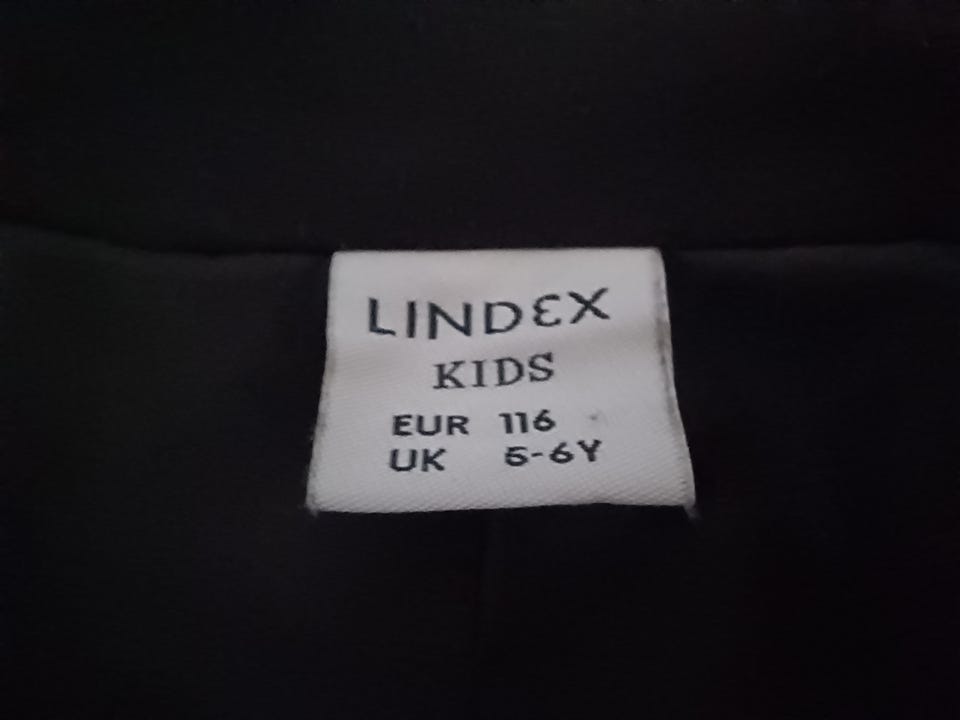 LINDEX
KIDS
EUR 116
UK 5-6Y